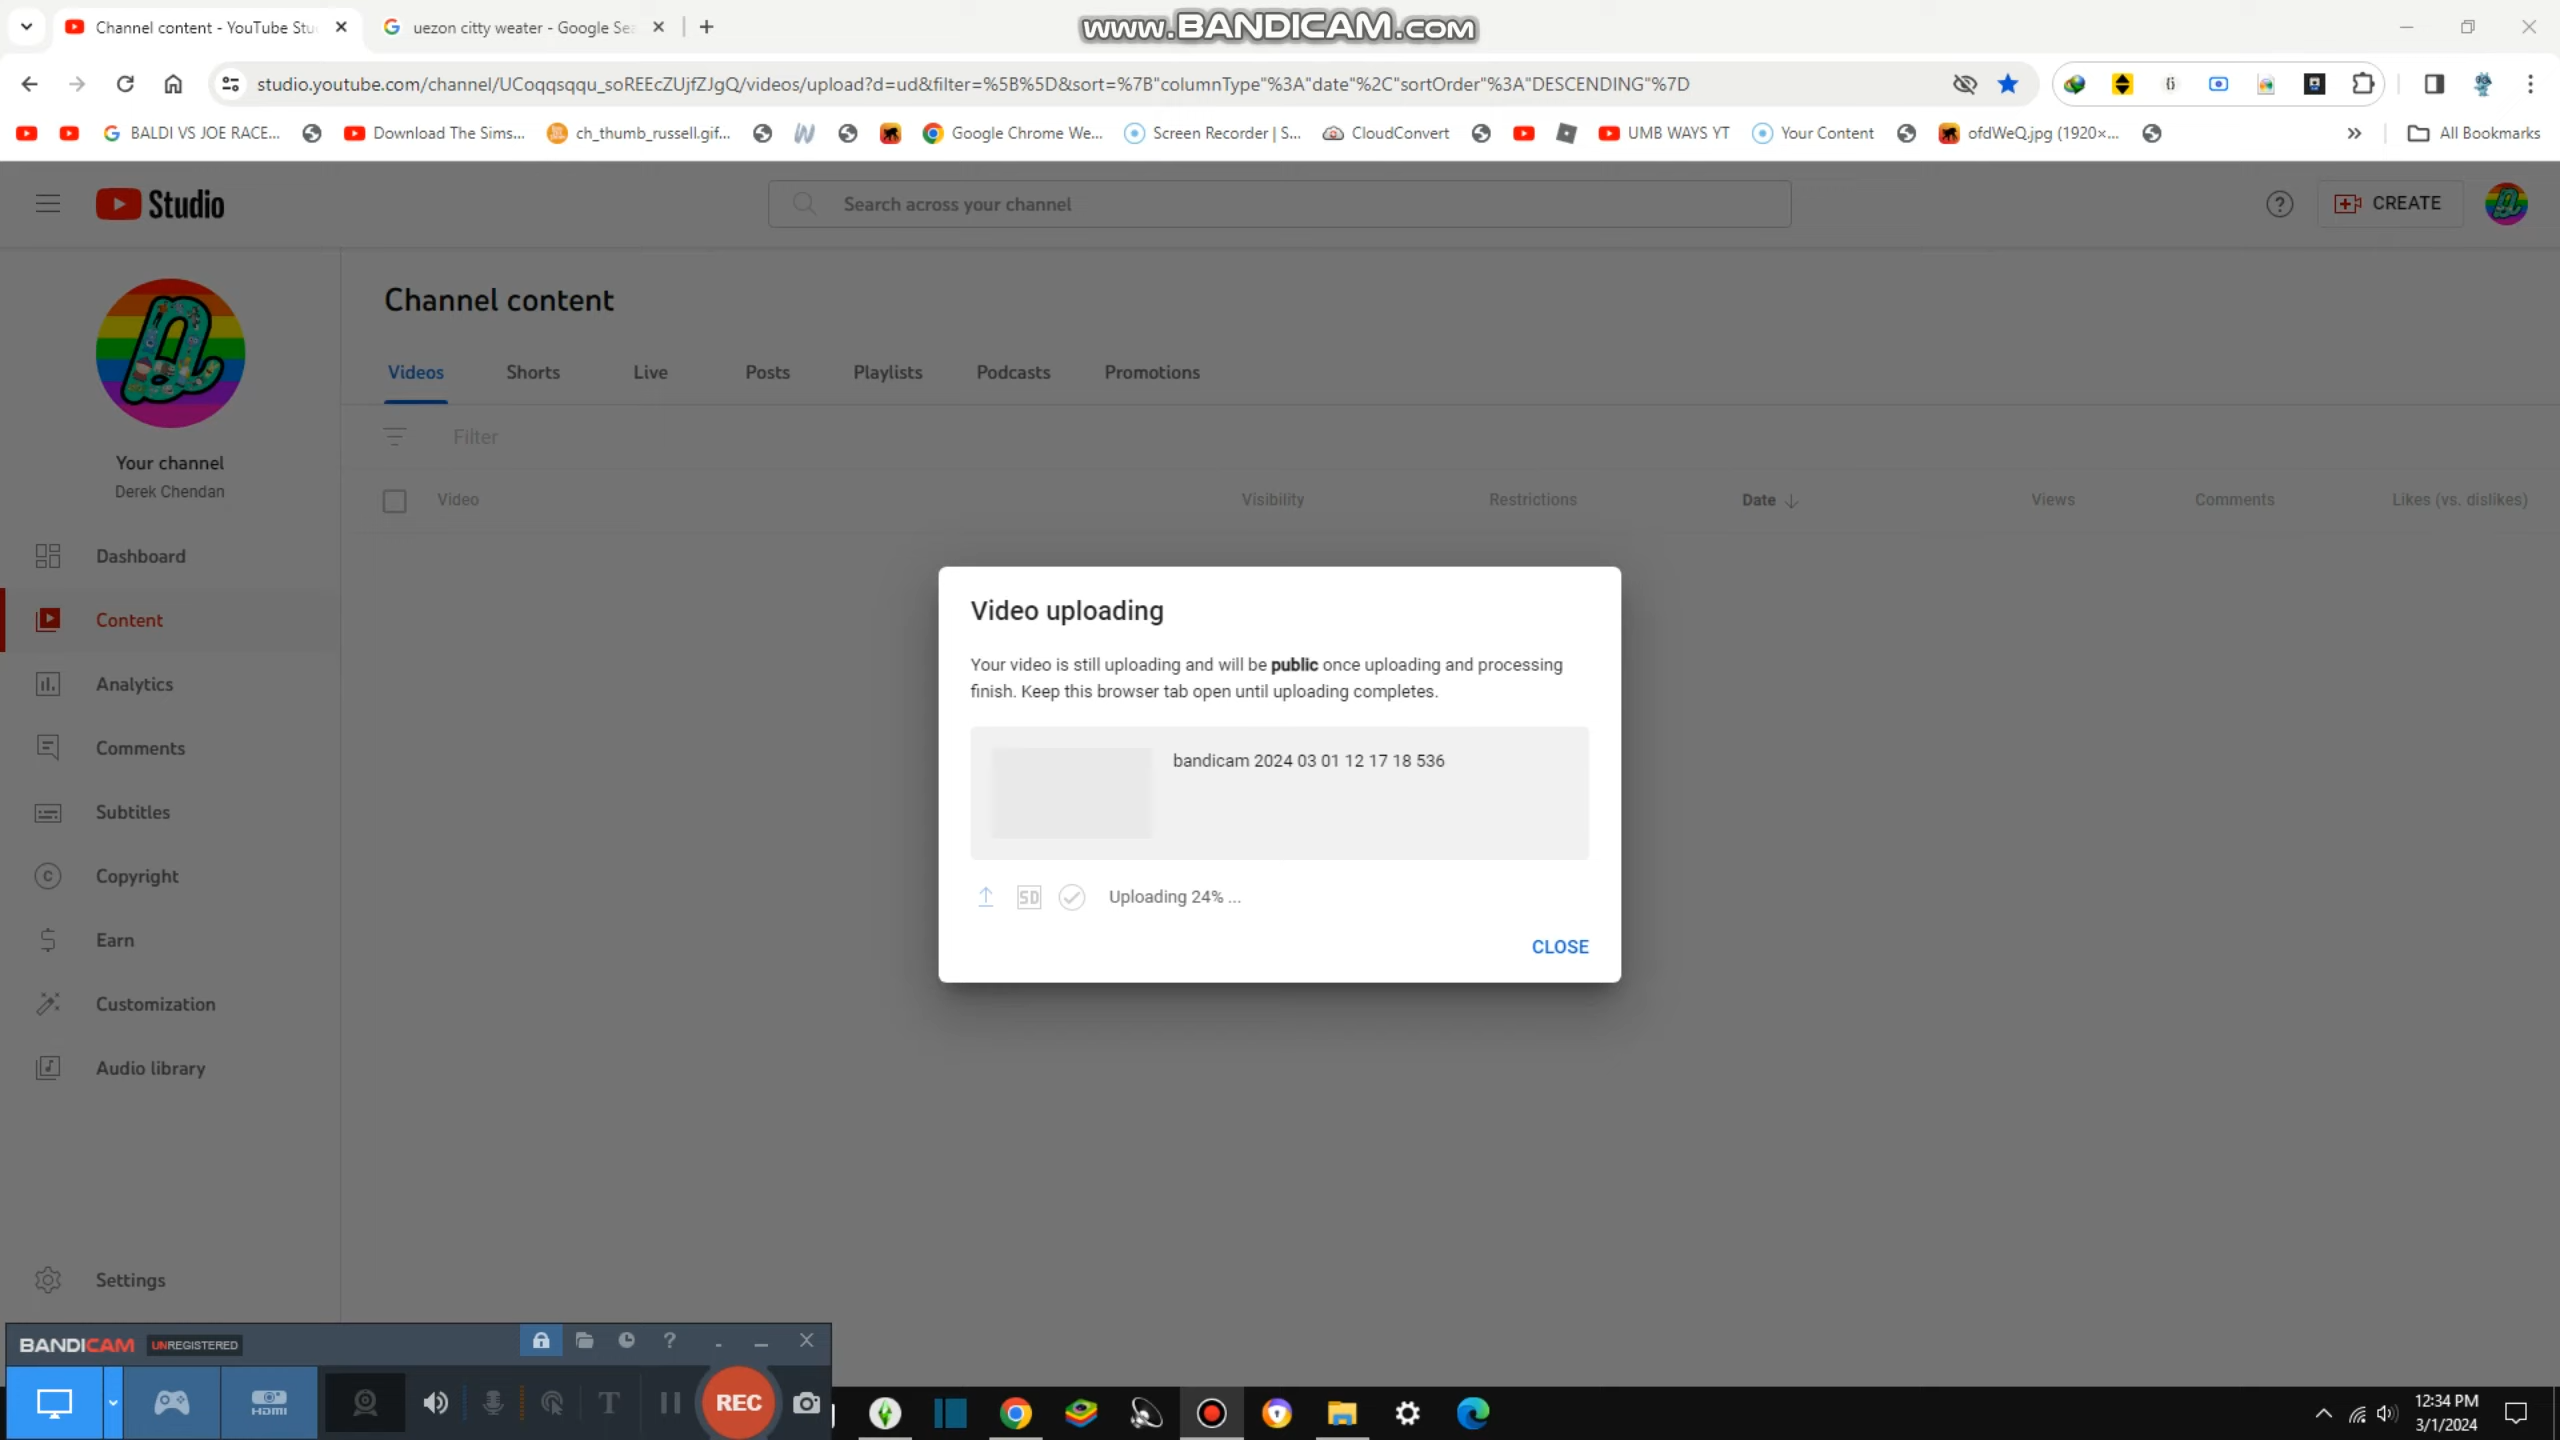 Channel content - YouTube Stu
uezon citty weater - Google Sea
www.BANDICAM.com
studio.youtube.com/channel/UCoqqsqqu_soREEcZUjfZJgQ/videos/upload?d=ud&filter=%5B%5D&sort=%7B"columnType"%3A"date"%2C"sortOrder"%3A"DESCENDING"%7D
BALDI VS JOE RACE...
Download The Sims...
ch_thumb_russell.gif...
Google Chrome We...
Screen Recorder | S...
CloudConvert
UMB WAYS YT
Your Content
ofdWeQ.jpg (1920×...
All Bookmarks
Studio
Search across your channel
CREATE
Channel content
Videos
Shorts
Live
Posts
Playlists
Podcasts
Promotions
Filter
Video
Visibility
Restrictions
Date
Views
Comments
Likes (vs. dislikes)
Your channel
Derek Chendan
Dashboard
Content
Analytics
Comments
Subtitles
Copyright
Earn
Customization
Audio library
Settings
Video uploading
Your video is still uploading and will be public once uploading and processing
finish. Keep this browser tab open until uploading completes.
bandicam 2024 03 01 12 17 18 536
SD
Uploading 24% ...
CLOSE
BANDICAM
UNREGISTERED
HDMI
T
REC
12:34 PM
3/1/2024